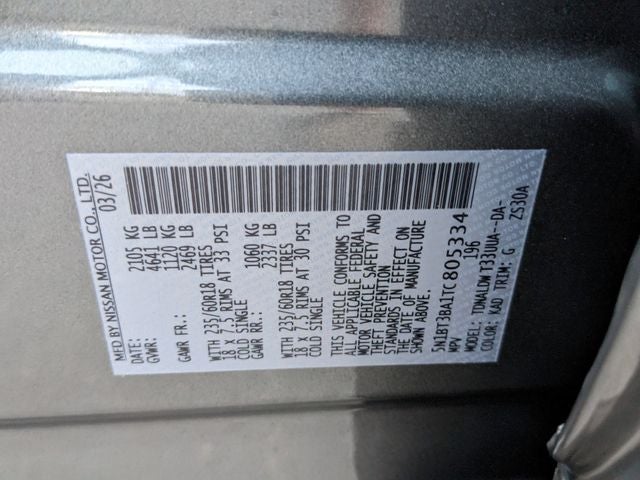 MFD BY NISSAN MOTOR CO., LTD.
DATE: 03/26
GVWR: 2105 KG
4641 LB
GAWR FR.: 1120 KG
2469 LB
WITH 235/60R18 TIRES
18 X 7.5 RIMS AT 33 PSI
COLD SINGLE
GAWR RR.: 1060 KG
2337 LB
WITH 235/60R18 TIRES
18 X 7.5 RIMS AT 30 PSI
COLD SINGLE
THIS VEHICLE CONFORMS TO
ALL APPLICABLE FEDERAL
MOTOR VEHICLE SAFETY AND
THEFT PREVENTION
STANDARDS IN EFFECT ON
THE DATE OF MANUFACTURE
SHOWN ABOVE.
5N1BT3BA1TC805334
MPV 196
MODEL: TDNALDW T33UUA--DA-
COLOR: KAD TRIM: G ZS30A